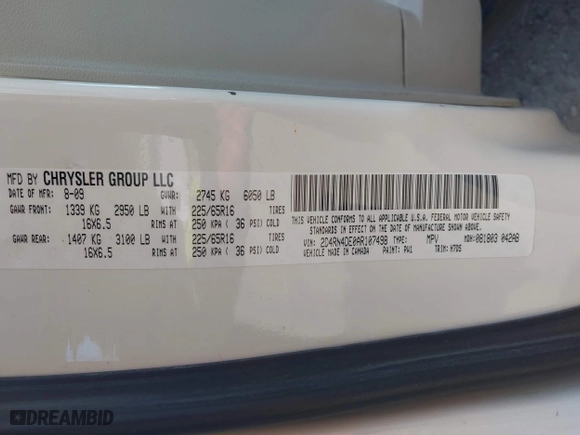 MFD BY CHRYSLER GROUP LLC
DATE OF MFR: 8-09 GVWR: 2745 KG 6050 LB
GAWR FRONT: 1339 KG 2950 LB WITH 225/65R16 TIRES
16X6.5 RIMS AT 250 KPA ( 36 PSI) COLD
GAWR REAR: 1407 KG 3100 LB WITH 225/65R16 TIRES
16X6.5 RIMS AT 250 KPA ( 36 PSI) COLD
THIS VEHICLE CONFORMS TO ALL APPLICABLE U.S.A. FEDERAL MOTOR VEHICLE SAFETY
STANDARDS IN EFFECT ON THE DATE OF MANUFACTURE SHOWN ABOVE.
VIN: 2D4RN4DE0AR107498 TYPE: MPV MDH: 081803 042AB
VEHICLE MADE IN CANADA PAINT: PW1 TRIM: H7D5
DREAMBID